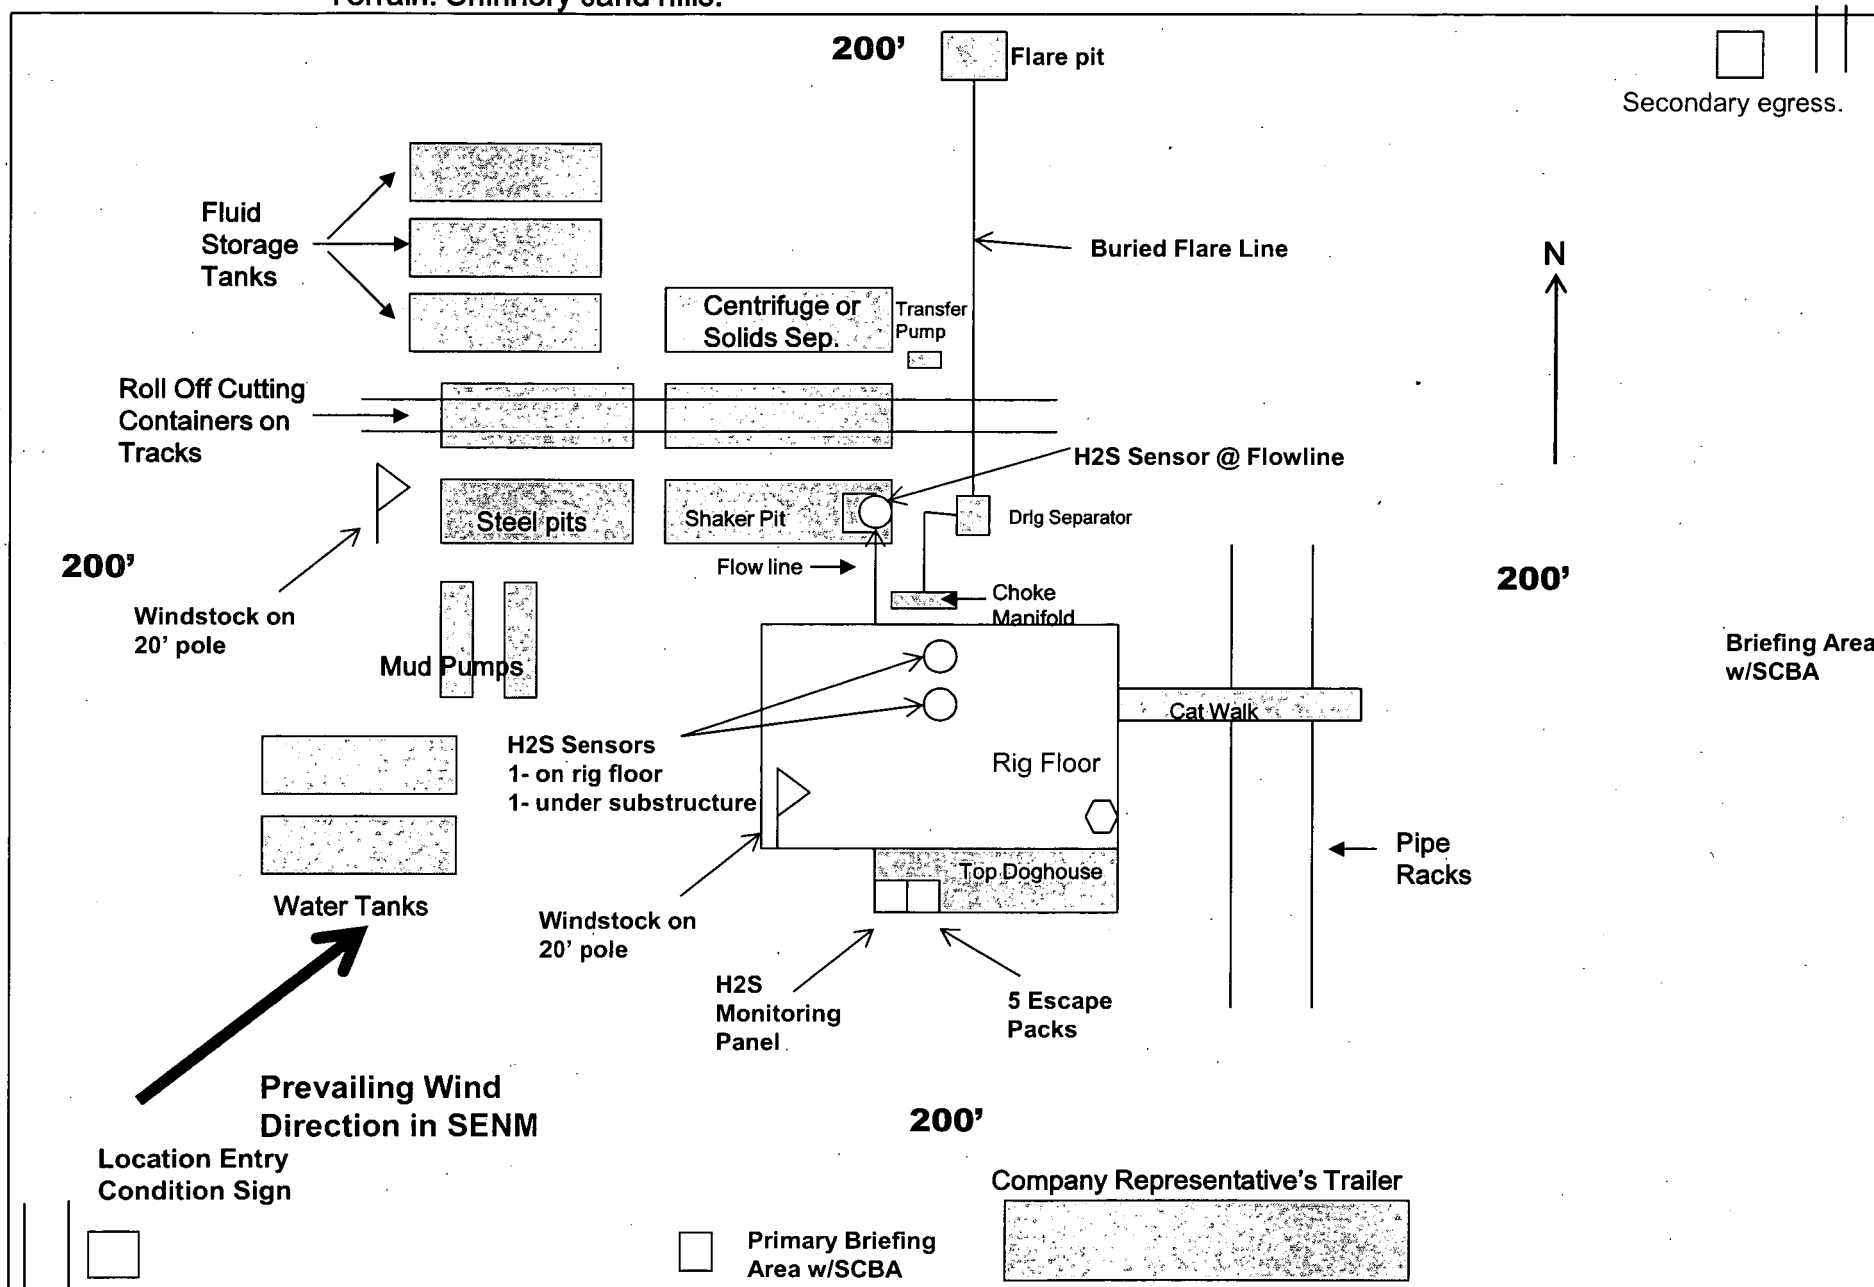 Terrain: Shinnery sand hills.
200'
Flare pit
Secondary egress.
Fluid
Storage
Tanks
Buried Flare Line
N
Centrifuge or
Solids Sep.
Transfer
Pump
Roll Off Cutting
Containers on
Tracks
H2S Sensor @ Flowline
Steel pits
Shaker Pit
Drlg Separator
200'
Flow line
200'
Windstock on
20' pole
Choke
Manifold
Mud Pumps
Briefing Area
w/SCBA
Cat Walk
H2S Sensors
1- on rig floor
1- under substructure
Rig Floor
Pipe
Racks
Top Doghouse
Water Tanks
Windstock on
20' pole
H2S
Monitoring
Panel
5 Escape
Packs
Prevailing Wind
Direction in SENM
200'
Location Entry
Condition Sign
Company Representative's Trailer
Primary Briefing
Area w/SCBA